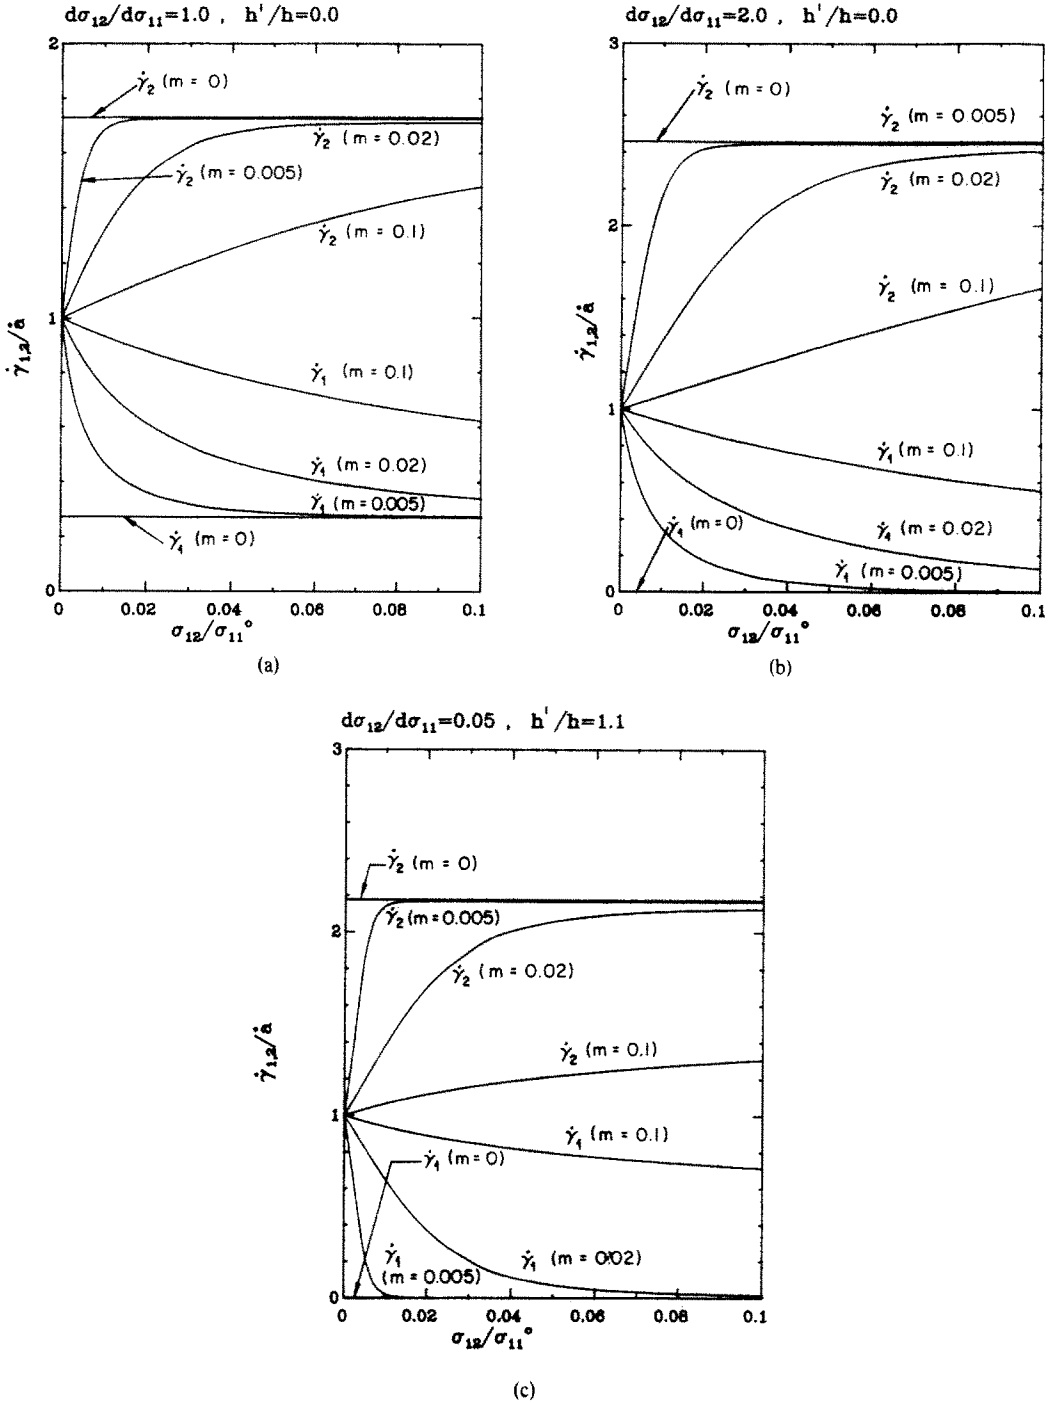 dσ₁₂/dσ₁₁=1.0 , h'/h=0.0
2
γ̇₂ (m = 0)
γ̇₂ (m = 0.02)
γ̇₂ (m = 0.005)
γ̇₂ (m = 0.1)
1
γ̇₁,₂/ȧ
γ̇₁ (m = 0.1)
γ̇₁ (m = 0.02)
γ̇₁ (m = 0.005)
γ̇₁ (m = 0)
0
0 0.02 0.04 0.06 0.08 0.1
σ₁₂/σ₁₁°
(a)
dσ₁₂/dσ₁₁=2.0 , h'/h=0.0
3
γ̇₂ (m = 0)
γ̇₂ (m = 0.005)
γ̇₂ (m = 0.02)
2
γ̇₂ (m = 0.1)
γ̇₁,₂/ȧ
1
γ̇₁ (m = 0.1)
γ̇₁ (m = 0)
γ̇₁ (m = 0.02)
γ̇₁ (m = 0.005)
0
0 0.02 0.04 0.06 0.08 0.1
σ₁₂/σ₁₁°
(b)
dσ₁₂/dσ₁₁=0.05 , h'/h=1.1
3
γ̇₂ (m = 0)
γ̇₂ (m = 0.005)
2
γ̇₂ (m = 0.02)
γ̇₁,₂/ȧ
γ̇₂ (m = 0.1)
1
γ̇₁ (m = 0.1)
γ̇₁ (m = 0)
γ̇₁ (m = 0.02)
γ̇₁
(m = 0.005)
0
0 0.02 0.04 0.06 0.08 0.1
σ₁₂/σ₁₁°
(c)